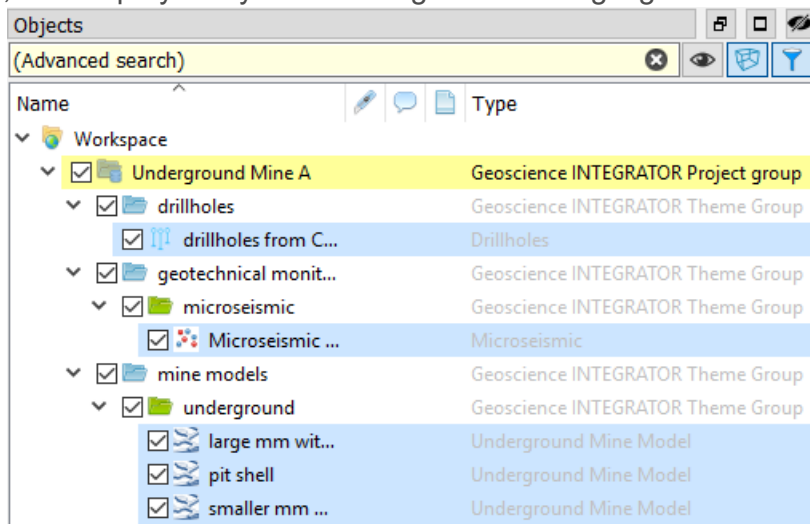 Objects
(Advanced search)
Name Type
Workspace
Underground Mine A Geoscience INTEGRATOR Project group
drillholes Geoscience INTEGRATOR Theme Group
drillholes from C... Drillholes
geotechnical monit... Geoscience INTEGRATOR Theme Group
microseismic Geoscience INTEGRATOR Theme Group
Microseismic ... Microseismic
mine models Geoscience INTEGRATOR Theme Group
underground Geoscience INTEGRATOR Theme Group
large mm wit... Underground Mine Model
pit shell Underground Mine Model
smaller mm ... Underground Mine Model